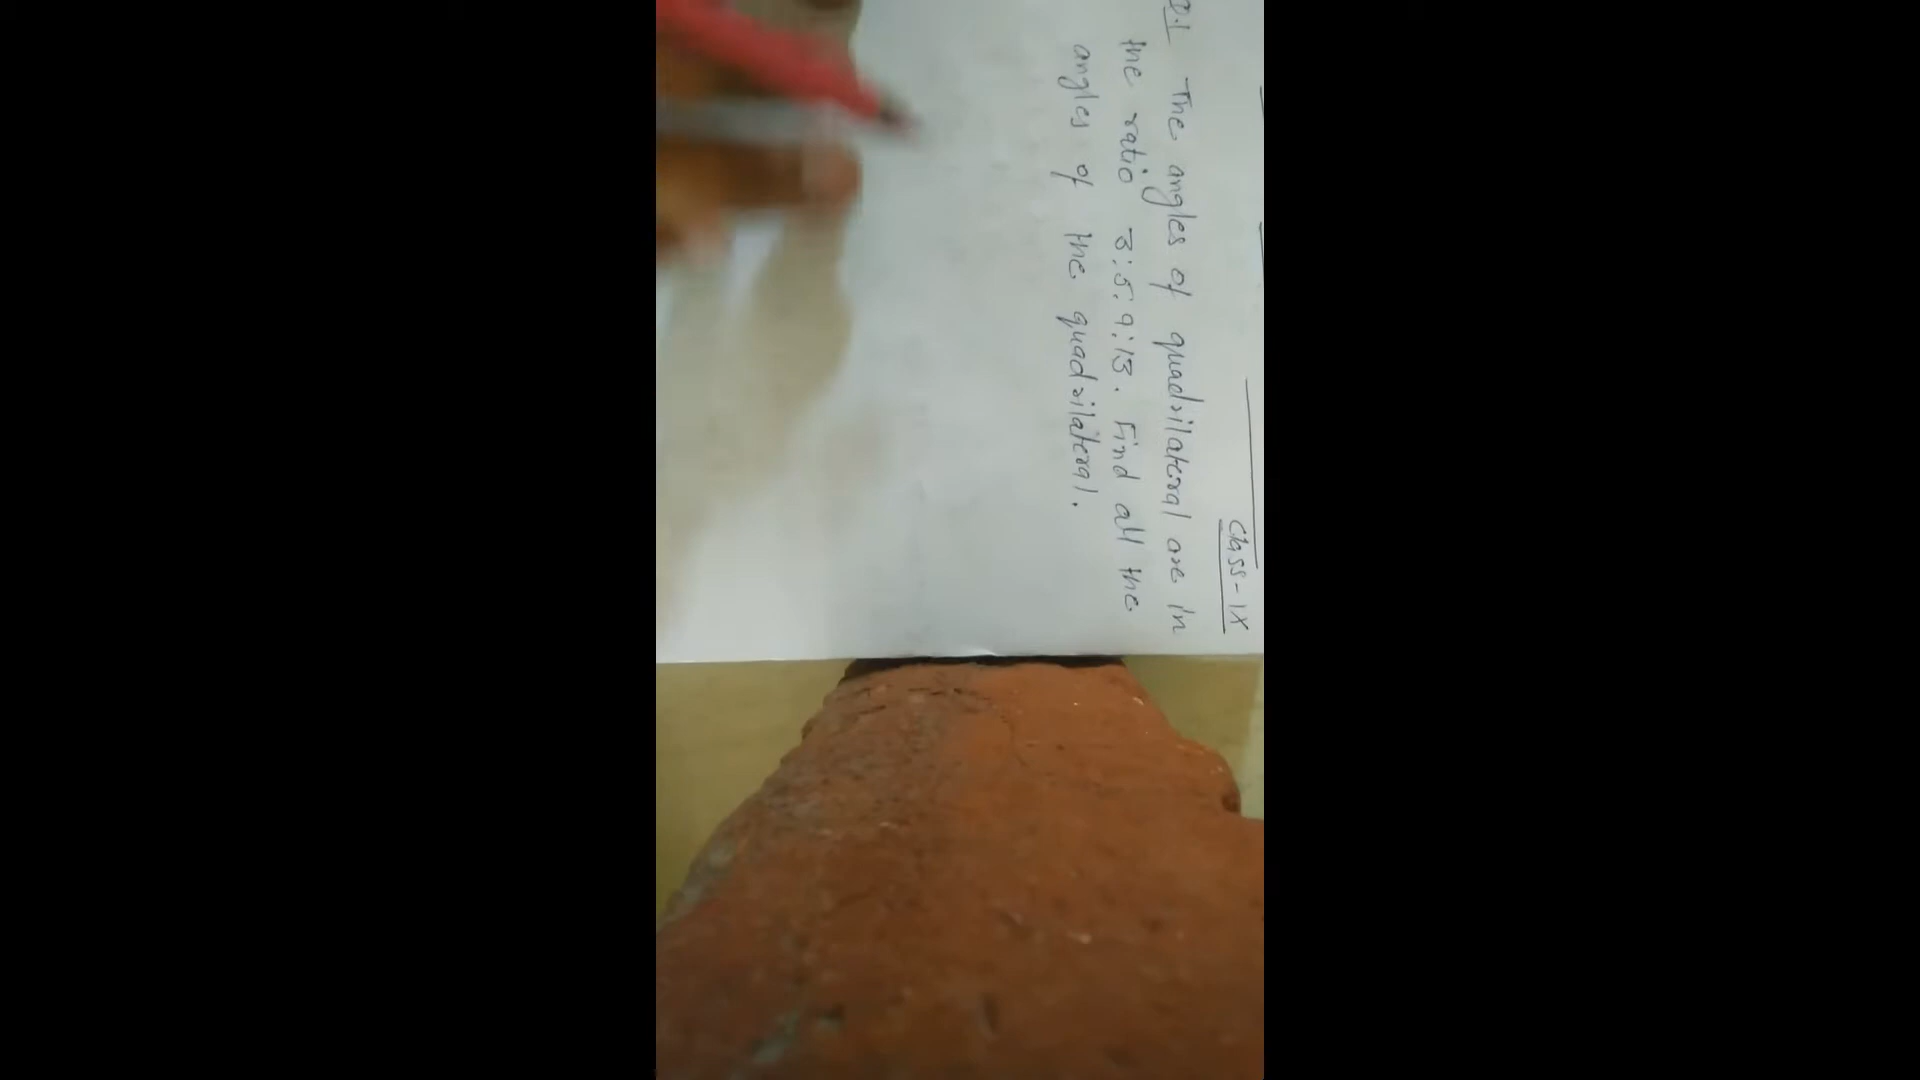 Class-IX
Q.1 The angles of quadrilateral are in
the ratio 3:5:9:13. Find all the
angles of the quadrilateral.